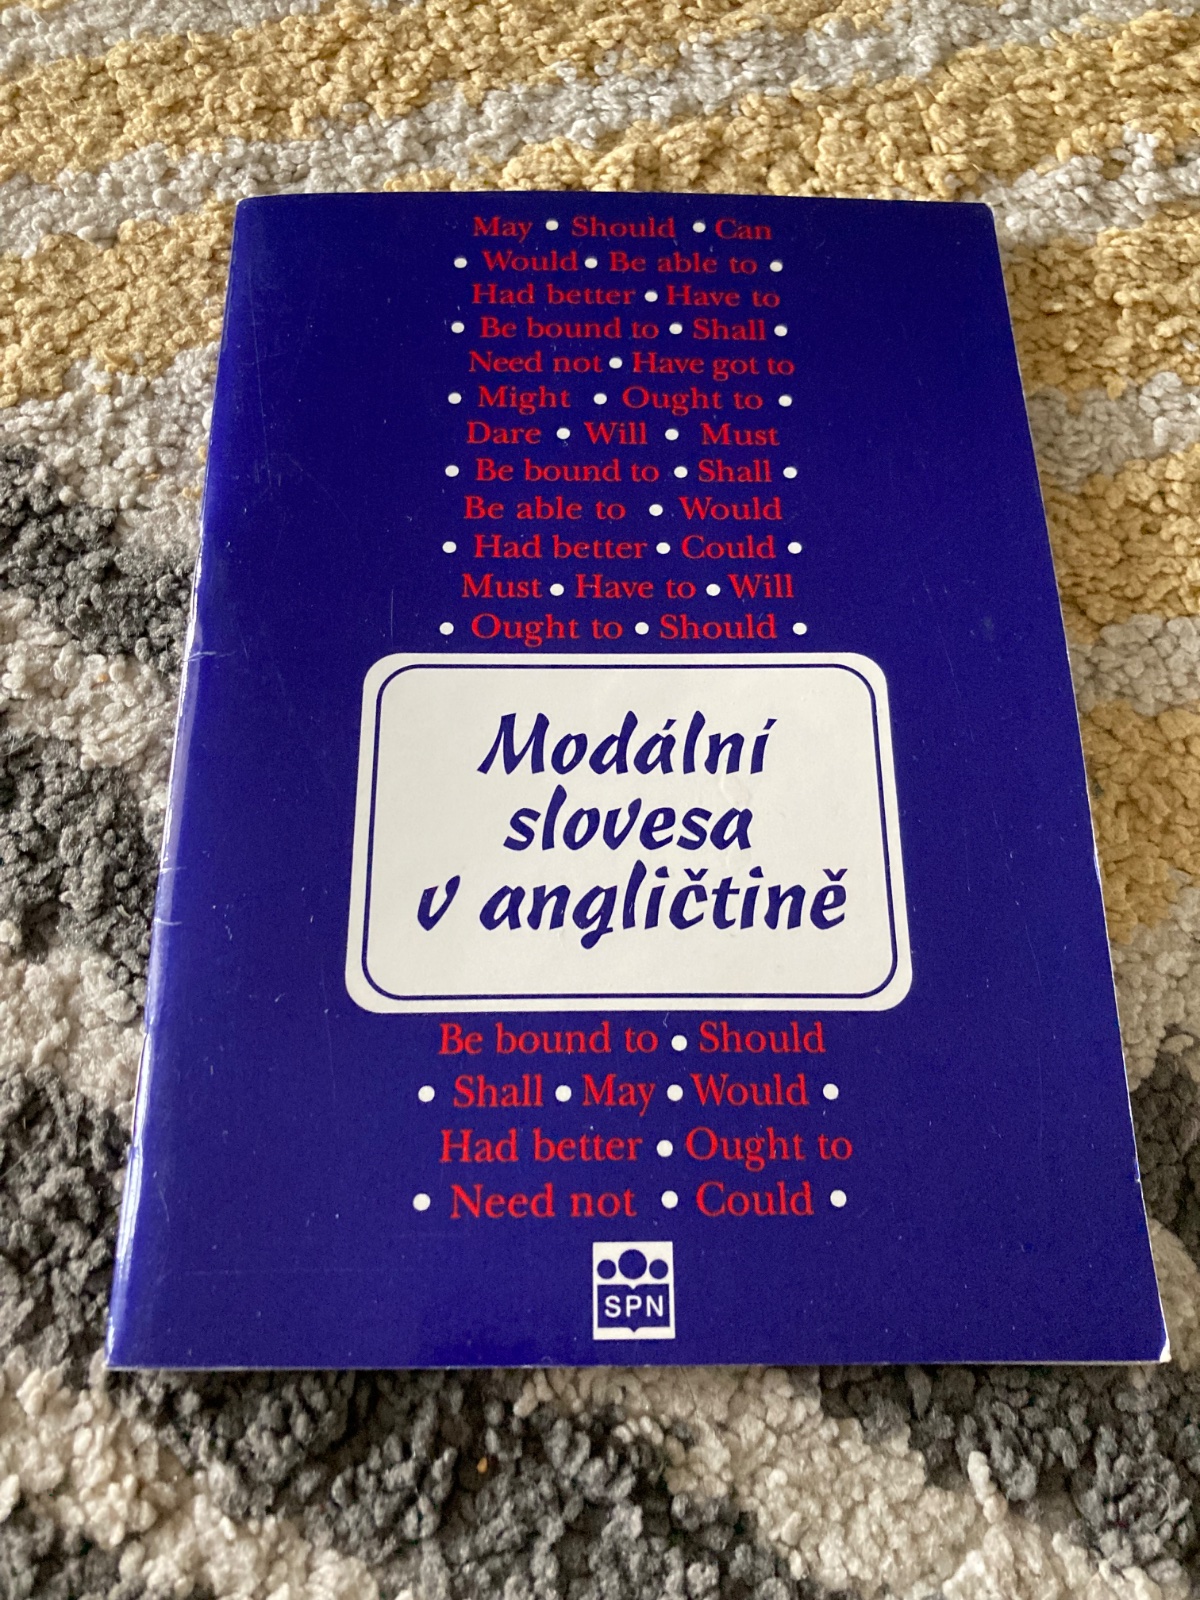 May • Should • Can
• Would • Be able to •
Had better • Have to
• Be bound to • Shall •
Need not • Have got to
• Might • Ought to •
Dare • Will • Must
• Be bound to • Shall •
Be able to • Would
• Had better • Could •
Must • Have to • Will
• Ought to • Should •
Modální
slovesa
v angličtině
Be bound to • Should
• Shall • May • Would •
Had better • Ought to
• Need not • Could •
SPN